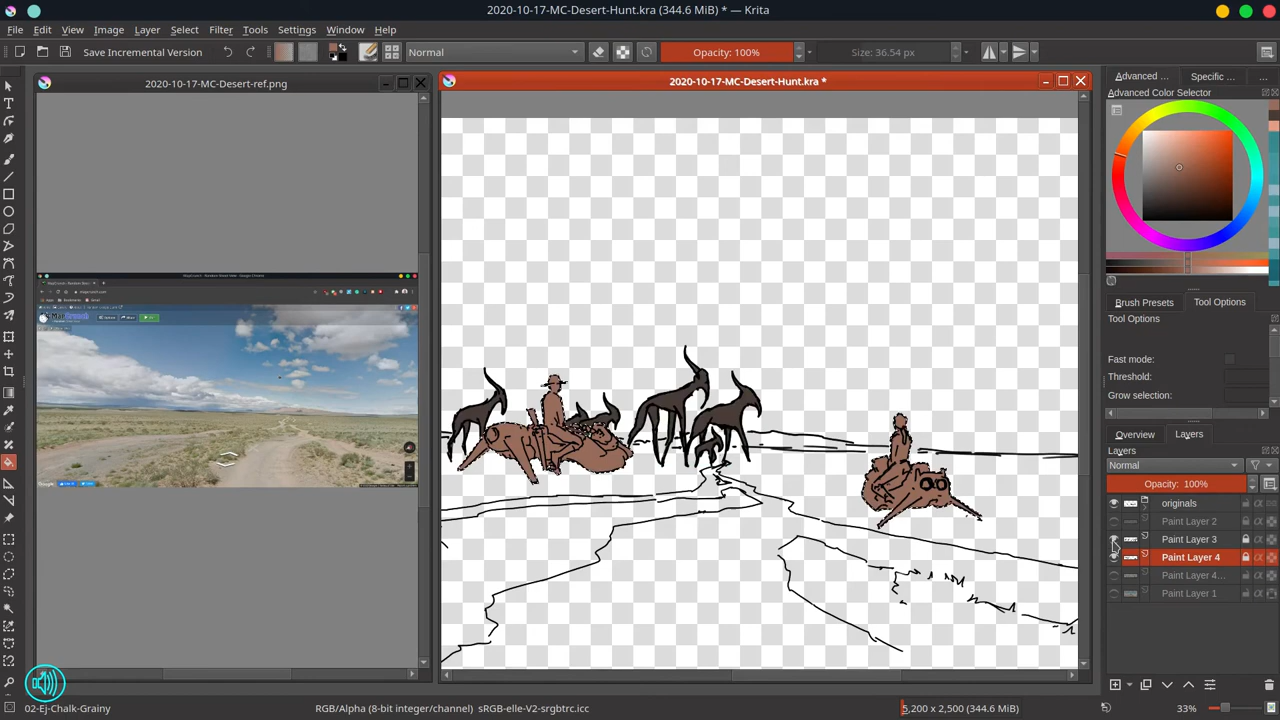 2020-10-17-MC-Desert-Hunt.kra (344.6 MiB) * — Krita
File Edit View Image Layer Select Filter Tools Settings Window Help
Save Incremental Version Normal Opacity: 100% Size: 36.54 px
2020-10-17-MC-Desert-ref.png
2020-10-17-MC-Desert-Hunt.kra *
Advanced ... Specific ... ...
Advanced Color Selector
Brush Presets Tool Options
Tool Options
Fast mode:
Threshold:
Grow selection:
Overview Layers
Layers
Normal
Opacity: 100%
originals
Paint Layer 2
Paint Layer 3
Paint Layer 4
Paint Layer 4...
Paint Layer 1
02-Ej-Chalk-Grainy RGB/Alpha (8-bit integer/channel) sRGB-elle-V2-srgbtrc.icc 5,200 x 2,500 (344.6 MiB) 33%